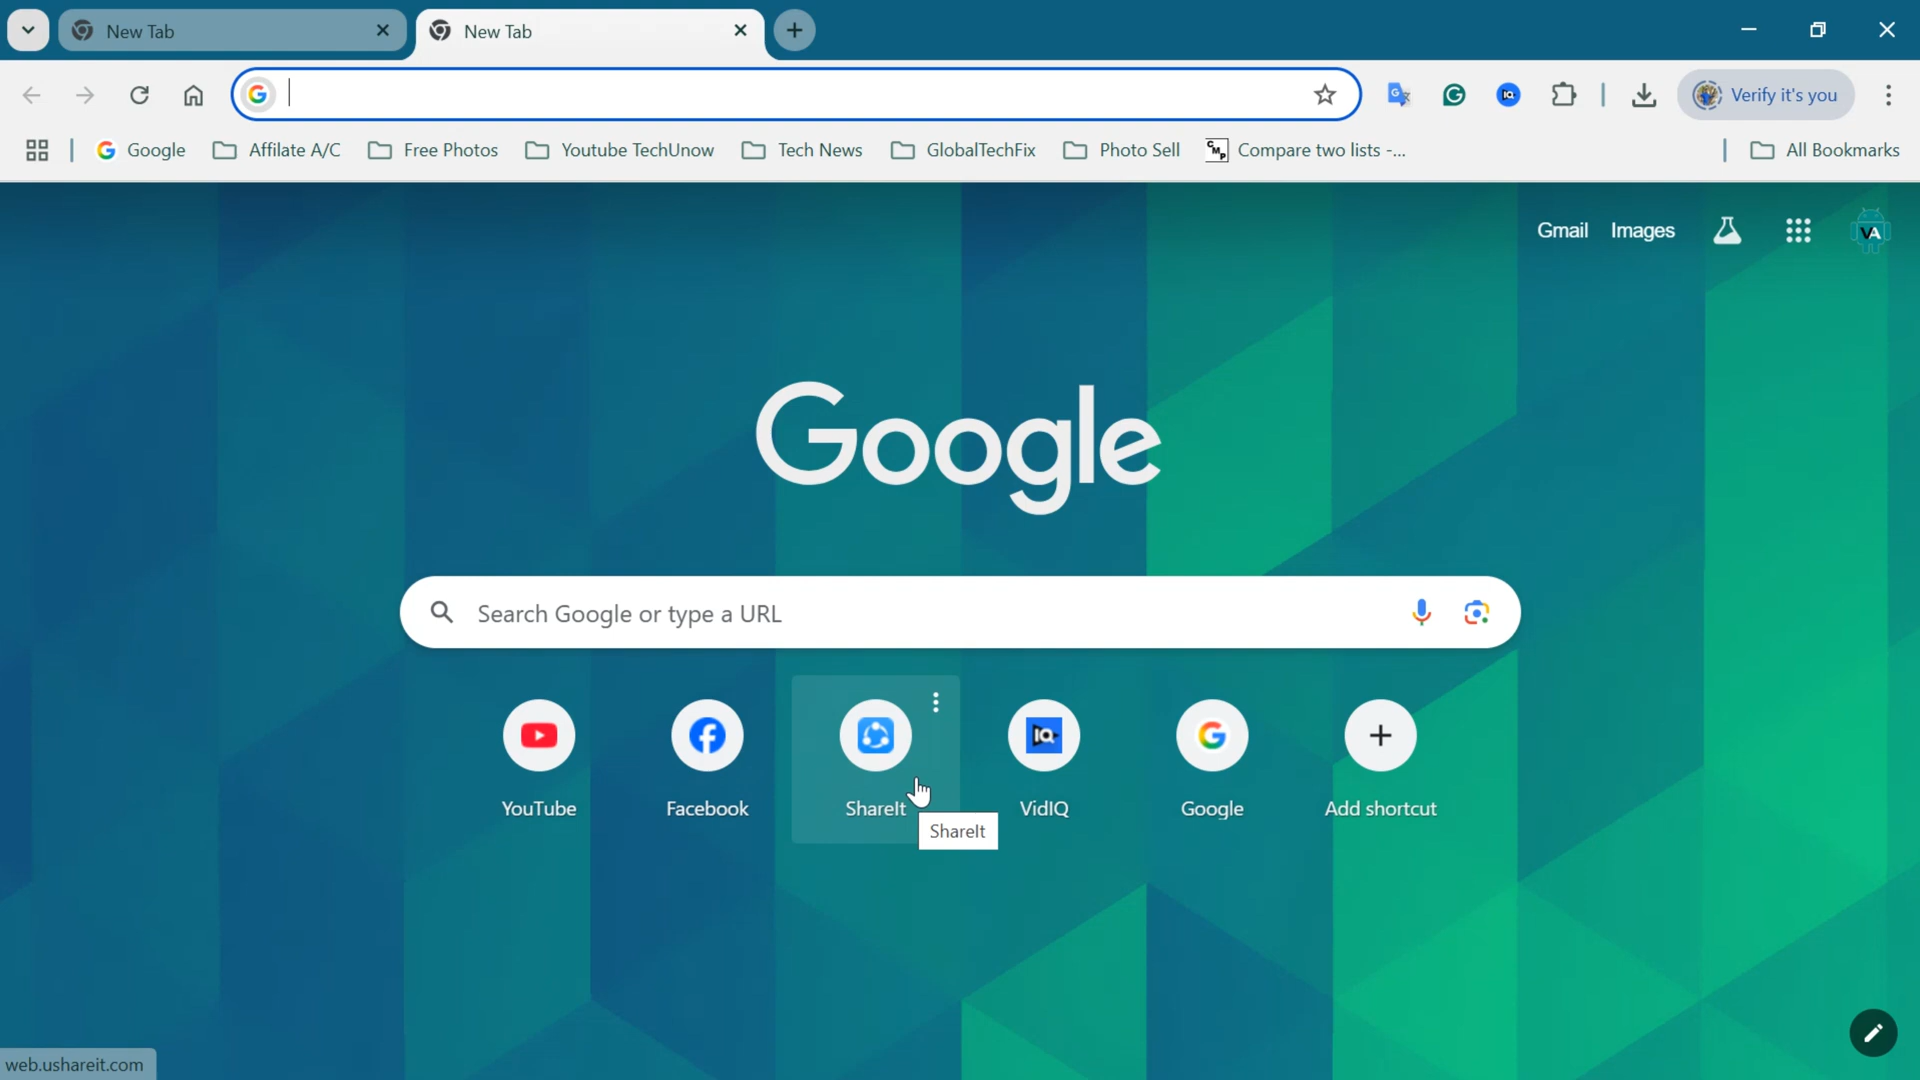 New Tab
New Tab
Verify it's you
Google
Affilate A/C
Free Photos
Youtube TechUnow
Tech News
GlobalTechFix
Photo Sell
Compare two lists -...
All Bookmarks
Gmail
Images
VA
Google
Search Google or type a URL
YouTube
Facebook
ShareIt
VidIQ
Google
Add shortcut
ShareIt
web.ushareit.com